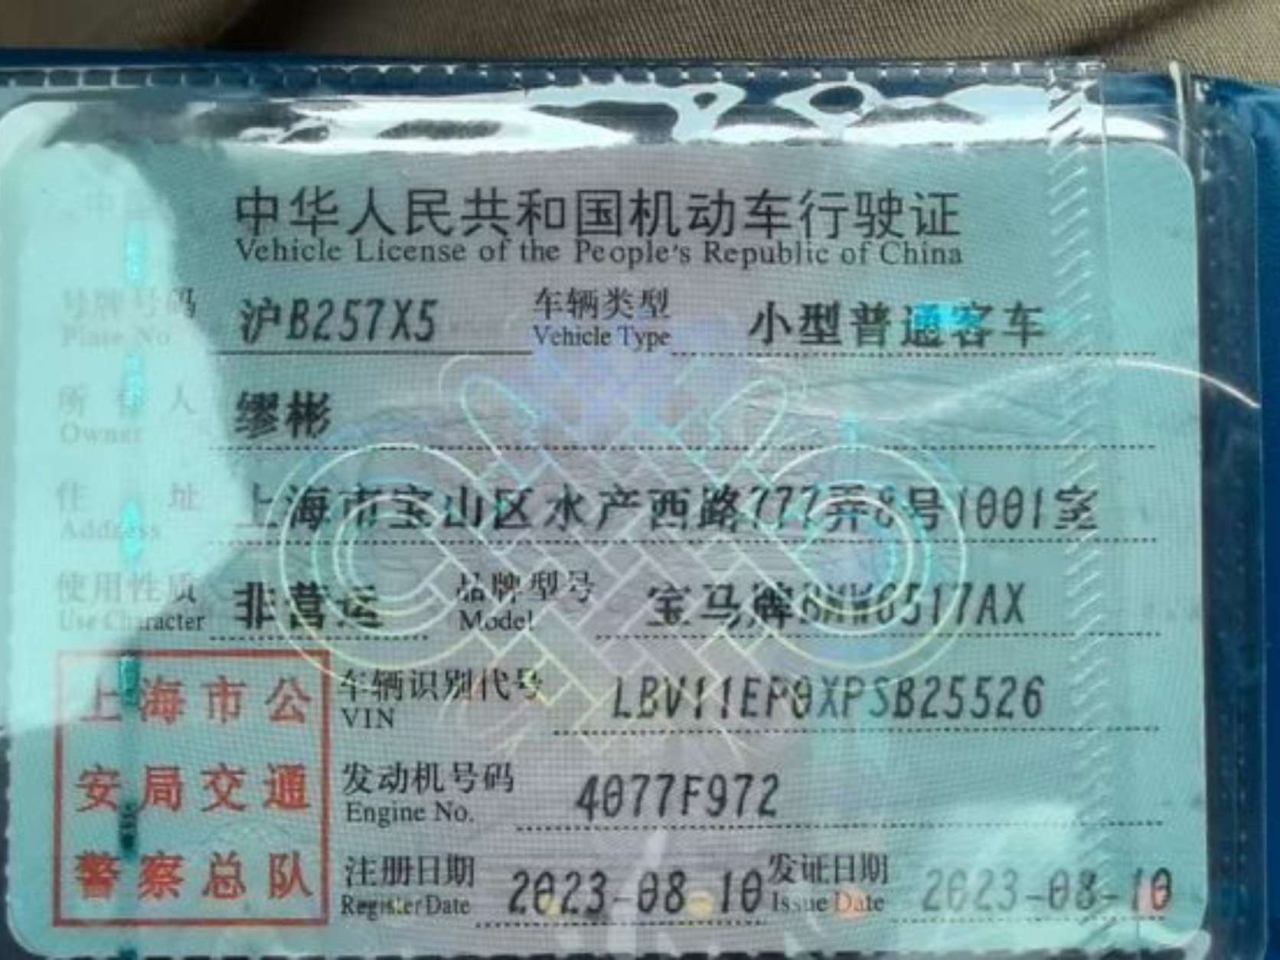 中华人民共和国机动车行驶证
Vehicle License of the People's Republic of China
号牌号码 沪B257X5 车辆类型 小型普通客车
Plate No. Vehicle Type
所有人 缪彬
Owner
住址 上海市宝山区水产西路777弄8号1001室
Address
使用性质 非营运 品牌型号 宝马牌BMW6517AX
Use Character Model
车辆识别代号 LBV11EP0XPSB25526
VIN
发动机号码 4077F972
Engine No.
注册日期 2023-08-10 发证日期 2023-08-10
Register Date Issue Date
上海市公
安局交通
警察总队